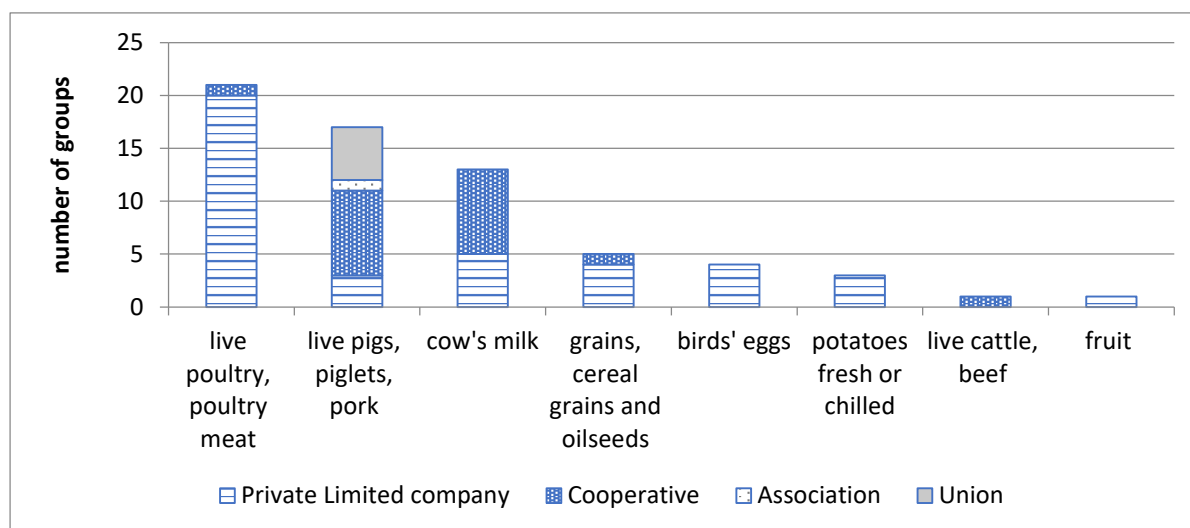 number of groups
25
20
15
10
5
0
live
poultry,
poultry
meat
live pigs,
piglets,
pork
cow's milk
grains,
cereal
grains and
oilseeds
birds' eggs
potatoes
fresh or
chilled
live cattle,
beef
fruit
Private Limited company
Cooperative
Association
Union